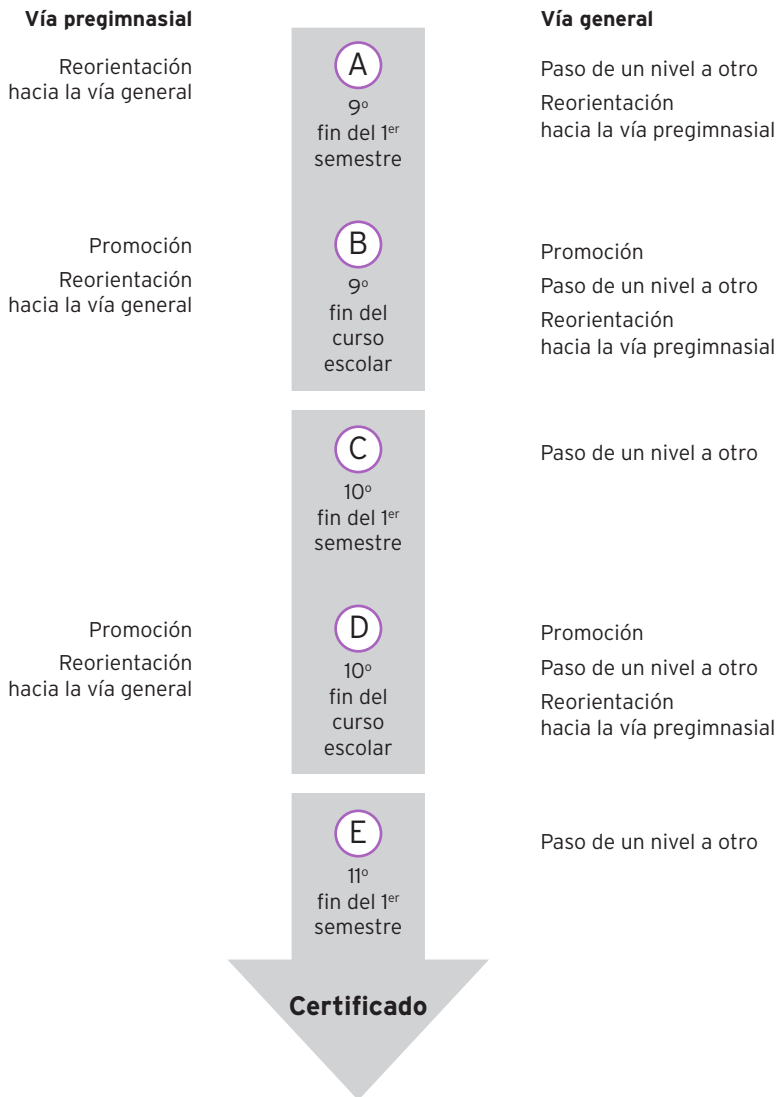 Vía pregimnasial
Vía general
Reorientación
hacia la vía general
A
9º
fin del 1er
semestre
Paso de un nivel a otro
Reorientación
hacia la vía pregimnasial
Promoción
Reorientación
hacia la vía general
B
9º
fin del
curso
escolar
Promoción
Paso de un nivel a otro
Reorientación
hacia la vía pregimnasial
C
10º
fin del 1er
semestre
Paso de un nivel a otro
Promoción
Reorientación
hacia la vía general
D
10º
fin del
curso
escolar
Promoción
Paso de un nivel a otro
Reorientación
hacia la vía pregimnasial
E
11º
fin del 1er
semestre
Paso de un nivel a otro
Certificado